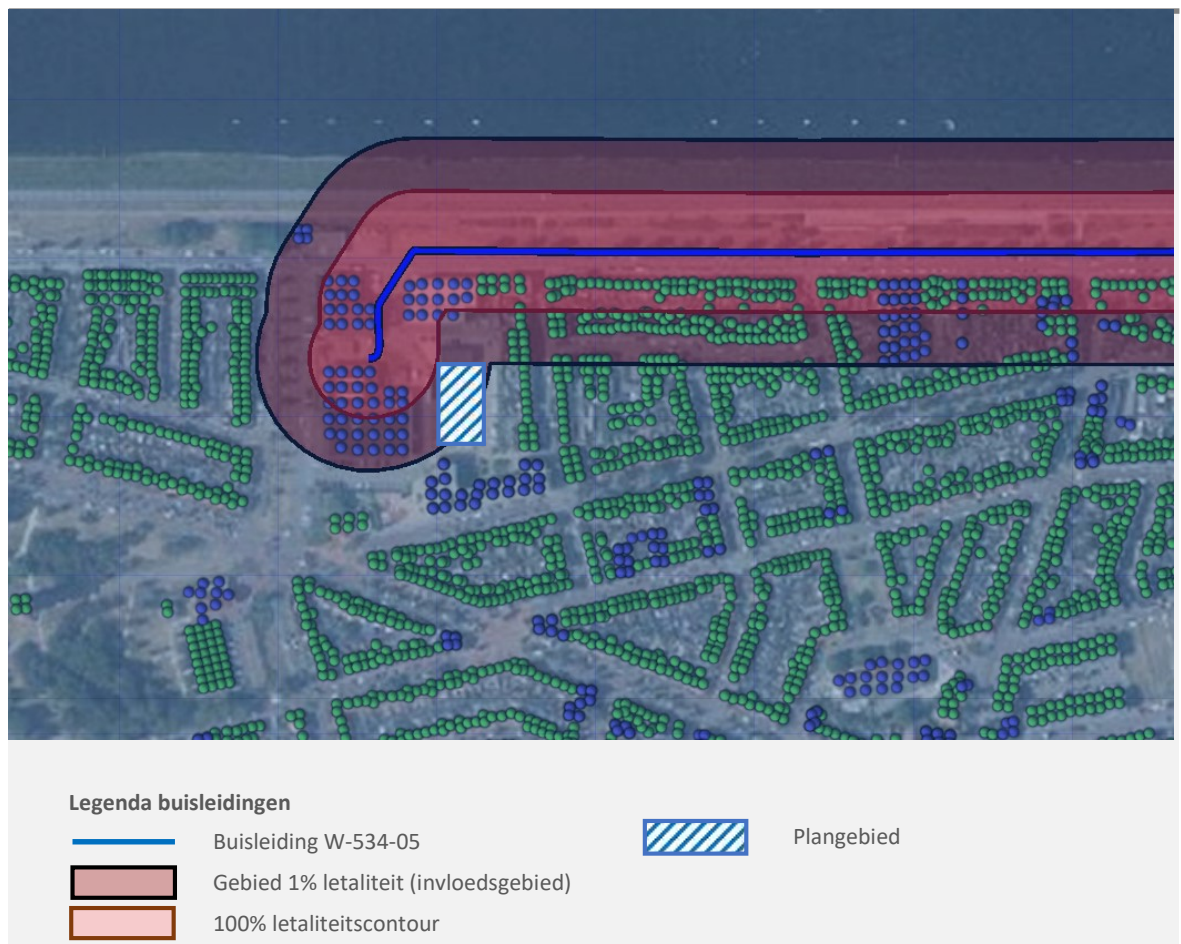 Legenda buisleidingen
Buisleiding W-534-05
Plangebied
Gebied 1% letaliteit (invloedsgebied)
100% letaliteitscontour